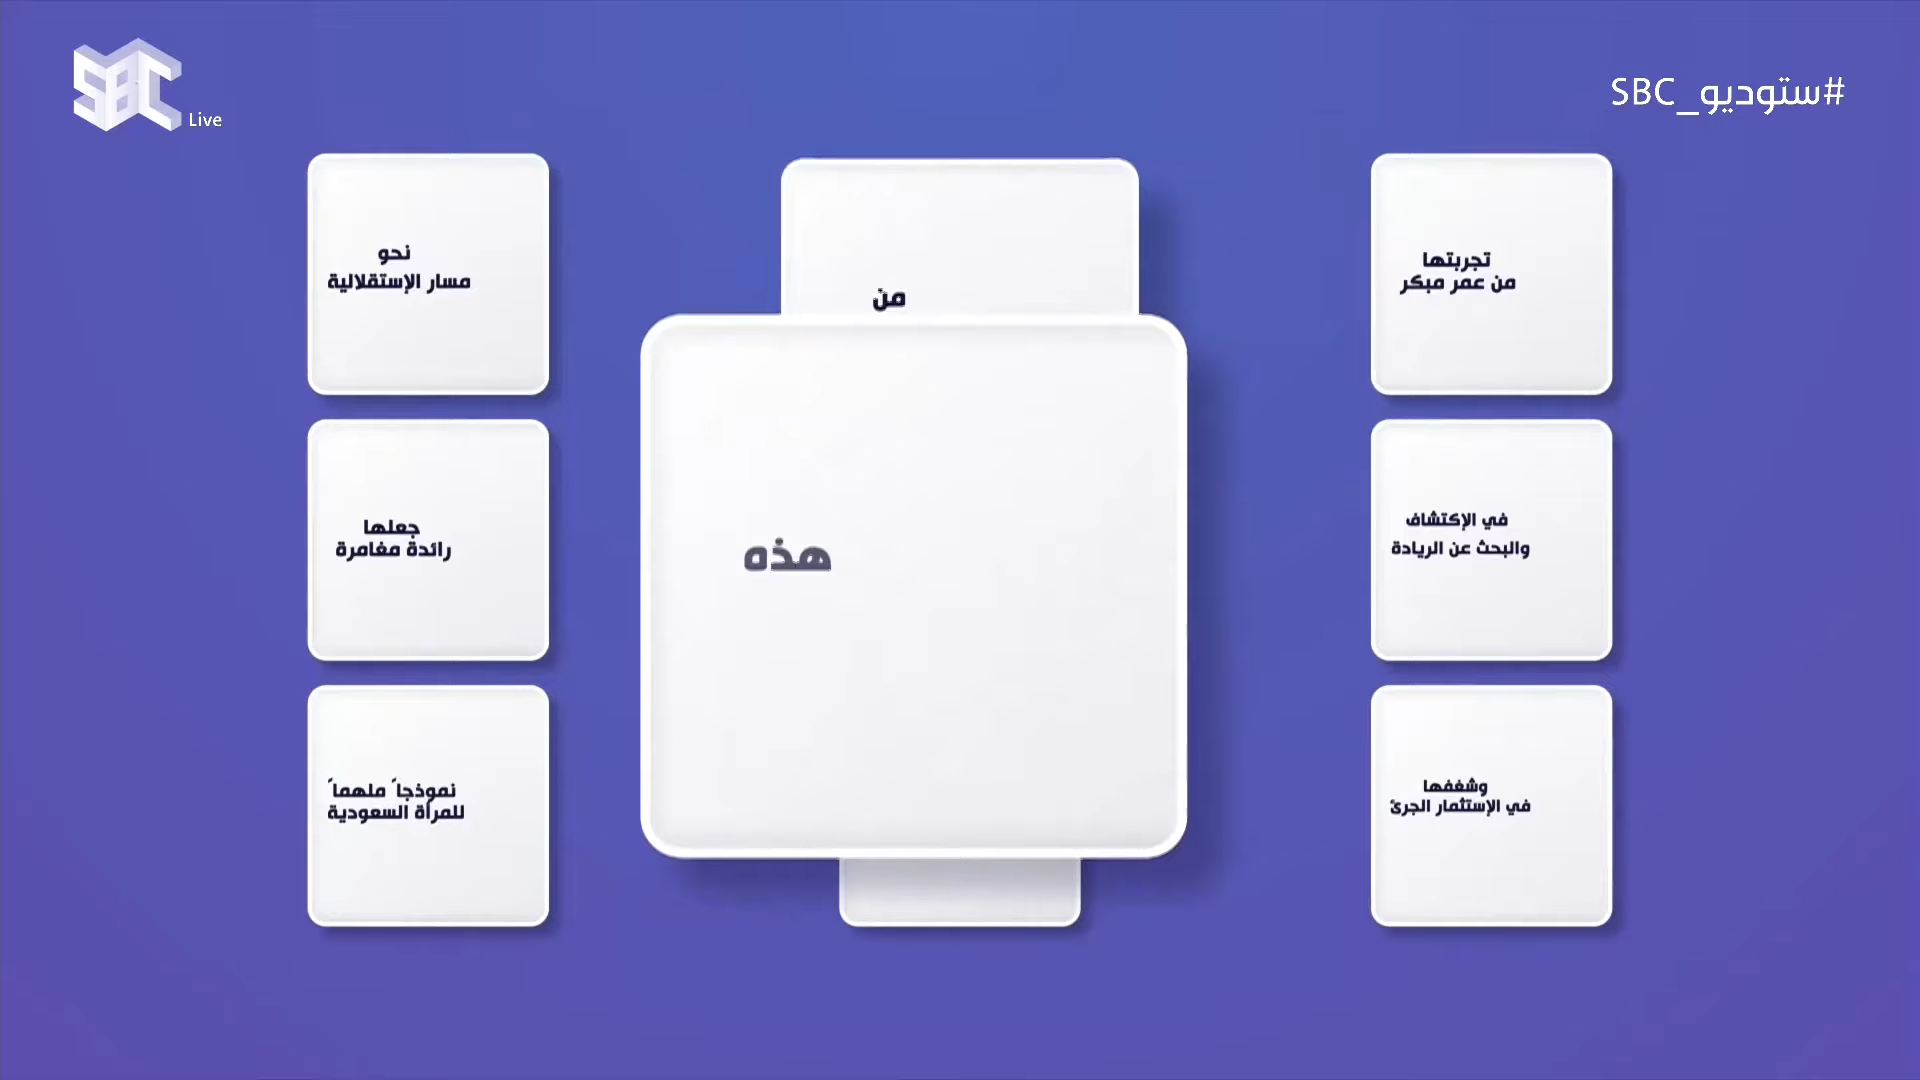 #ستوديو_SBC
SBC
Live
تجربتها
من عمر مبكر
في الإكتشاف
والبحث عن الريادة
وشغفها
في الإستثمار الجرئ
من
هذه
نحو
مسار الإستقلالية
جعلها
رائدة مغامرة
نموذجاً ملهماً
للمرأة السعودية